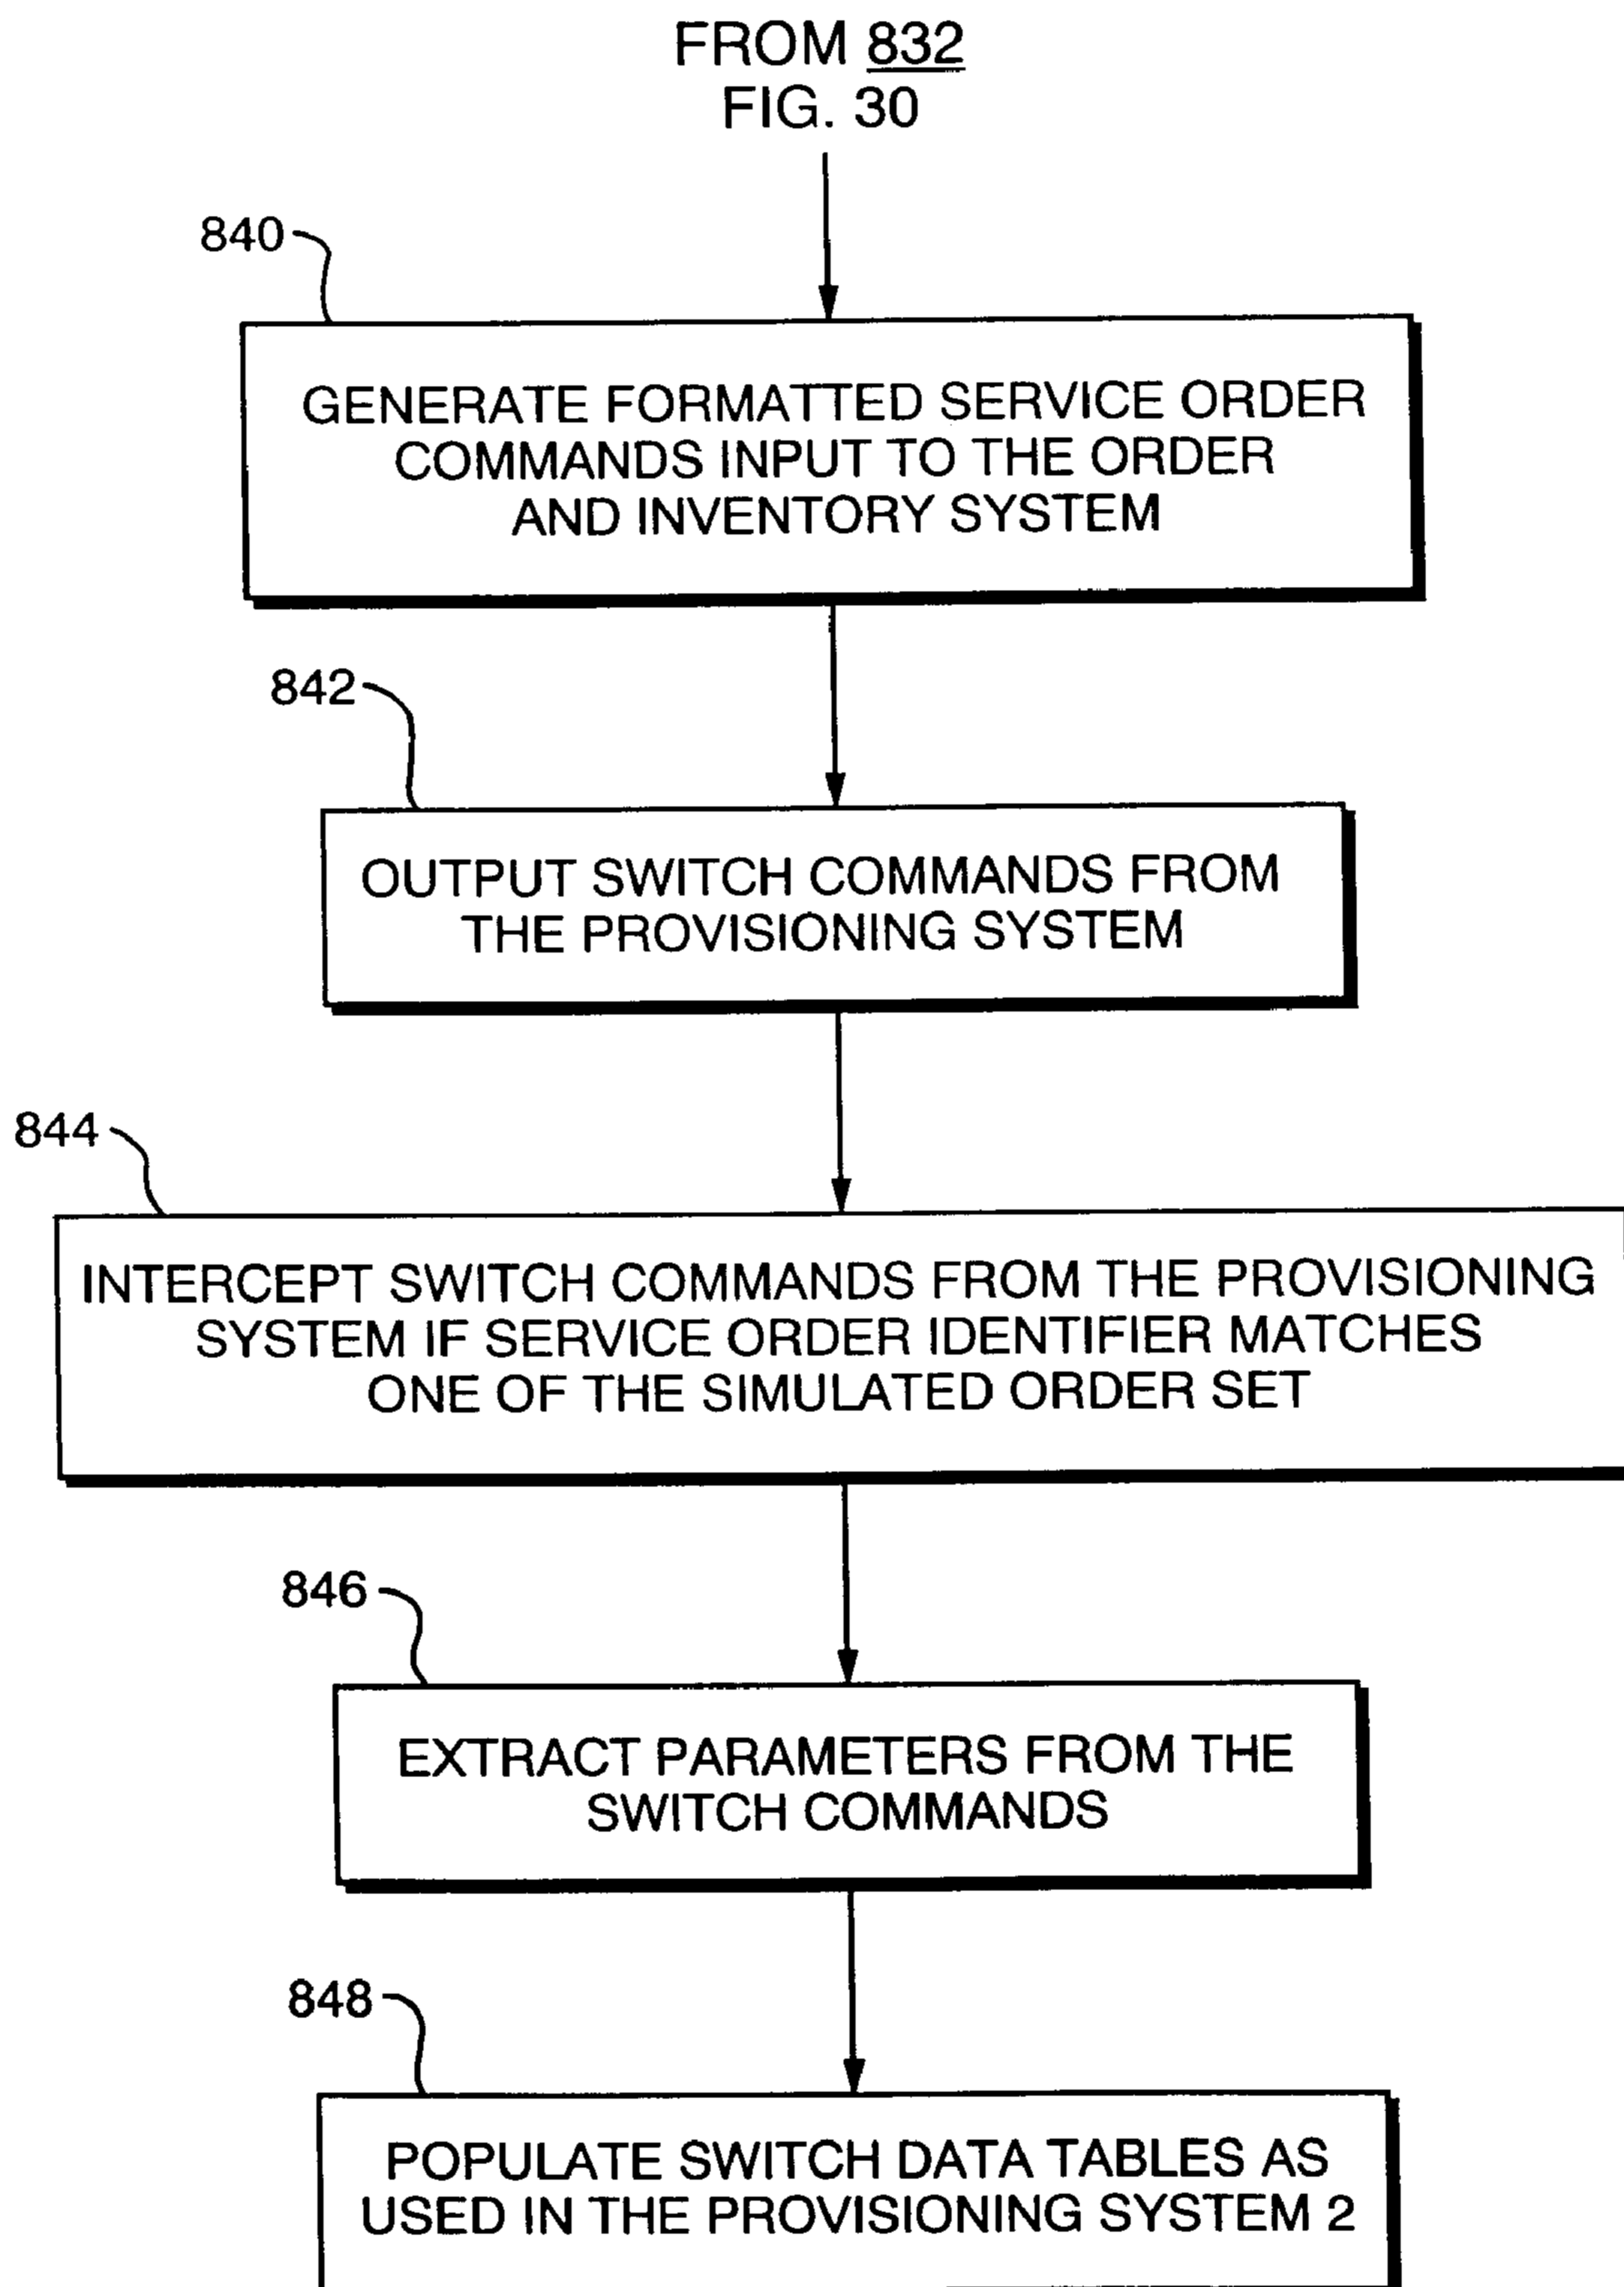 FROM 832
FIG. 30
840
GENERATE FORMATTED SERVICE ORDER
COMMANDS INPUT TO THE ORDER
AND INVENTORY SYSTEM
842
OUTPUT SWITCH COMMANDS FROM
THE PROVISIONING SYSTEM
844
INTERCEPT SWITCH COMMANDS FROM THE PROVISIONING
SYSTEM IF SERVICE ORDER IDENTIFIER MATCHES
ONE OF THE SIMULATED ORDER SET
846
EXTRACT PARAMETERS FROM THE
SWITCH COMMANDS
848
POPULATE SWITCH DATA TABLES AS
USED IN THE PROVISIONING SYSTEM 2